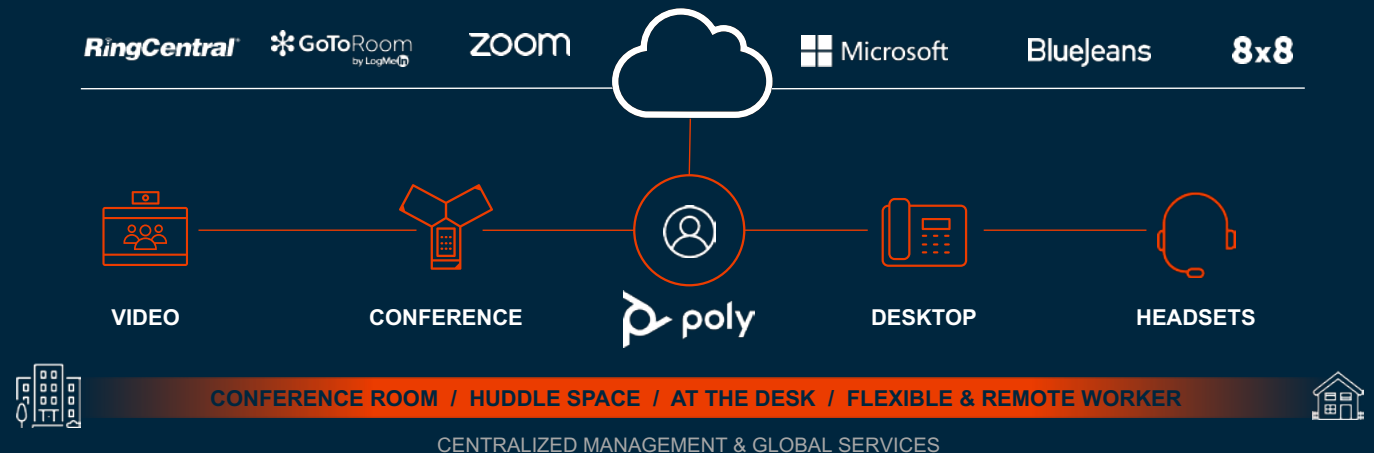 RingCentral
GoToRoom
by LogMeIn
zoom
Microsoft
BlueJeans
8x8
VIDEO
CONFERENCE
poly
DESKTOP
HEADSETS
CONFERENCE ROOM / HUDDLE SPACE / AT THE DESK / FLEXIBLE & REMOTE WORKER
CENTRALIZED MANAGEMENT & GLOBAL SERVICES